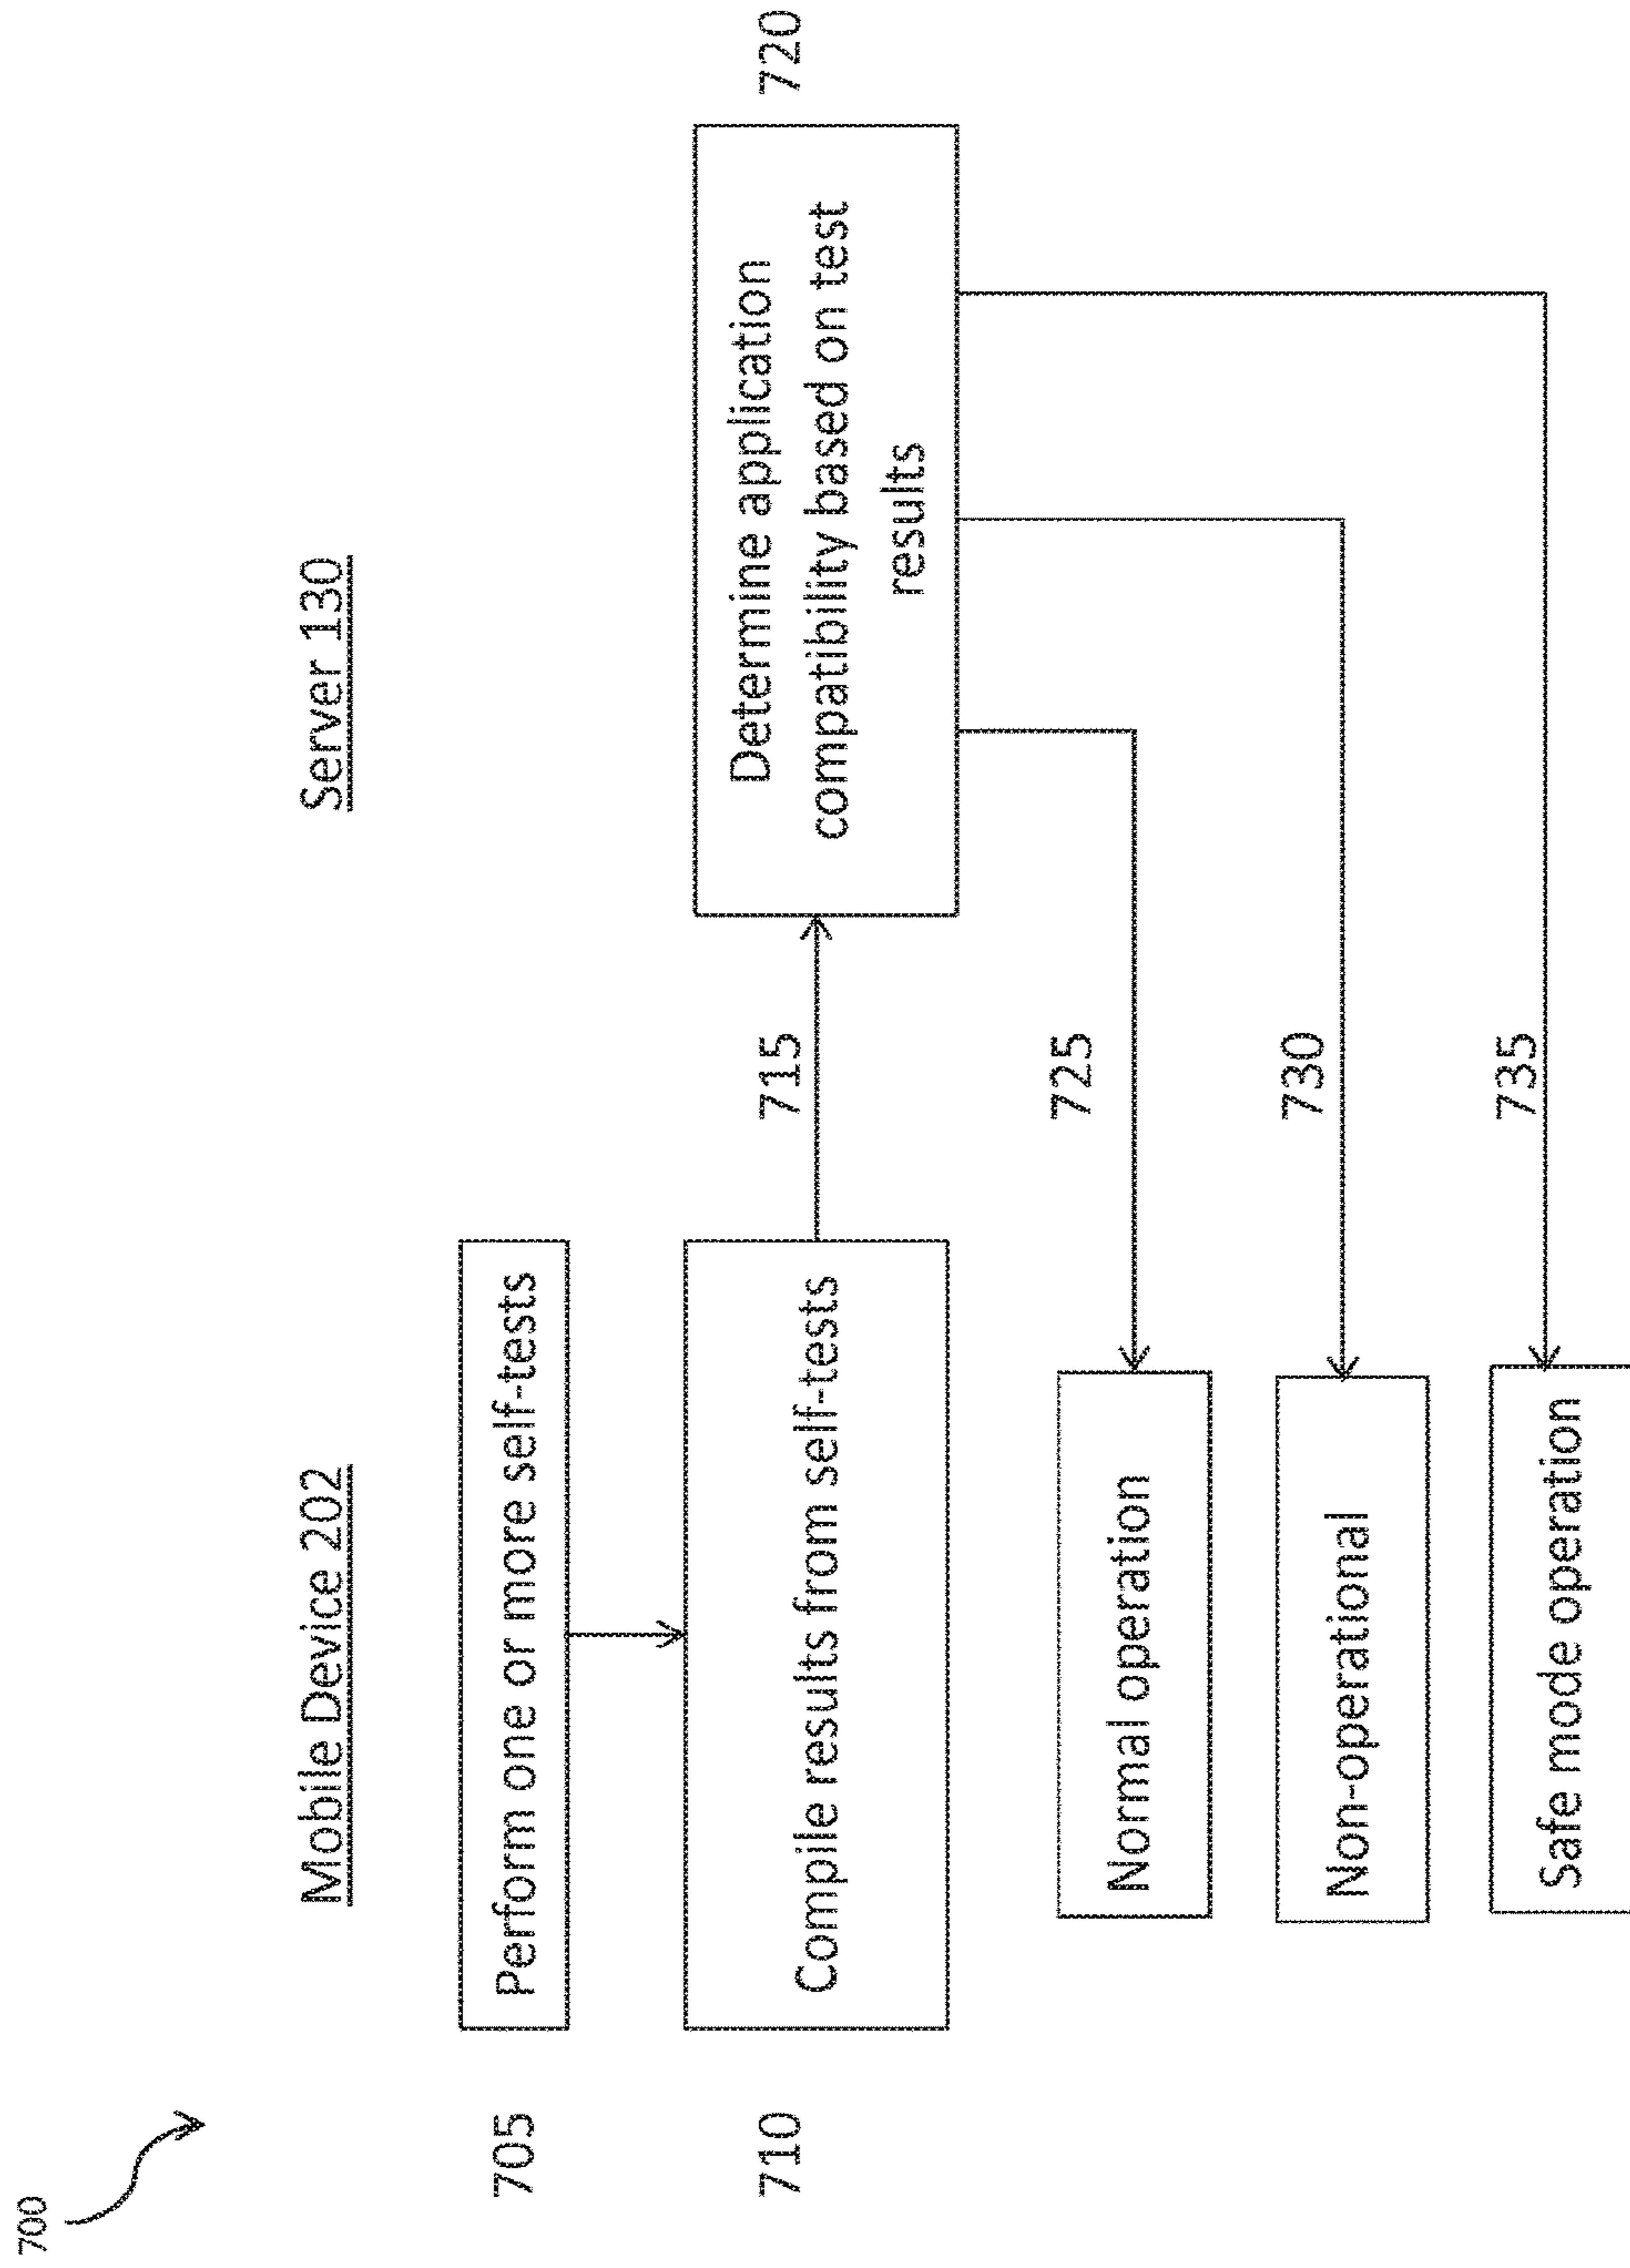 700
Mobile Device 202
Server 130
705
Perform one or more self-tests
710
Compile results from self-tests
715
Determine application
compatibility based on test
results
720
725
Normal operation
730
Non-operational
735
Safe mode operation